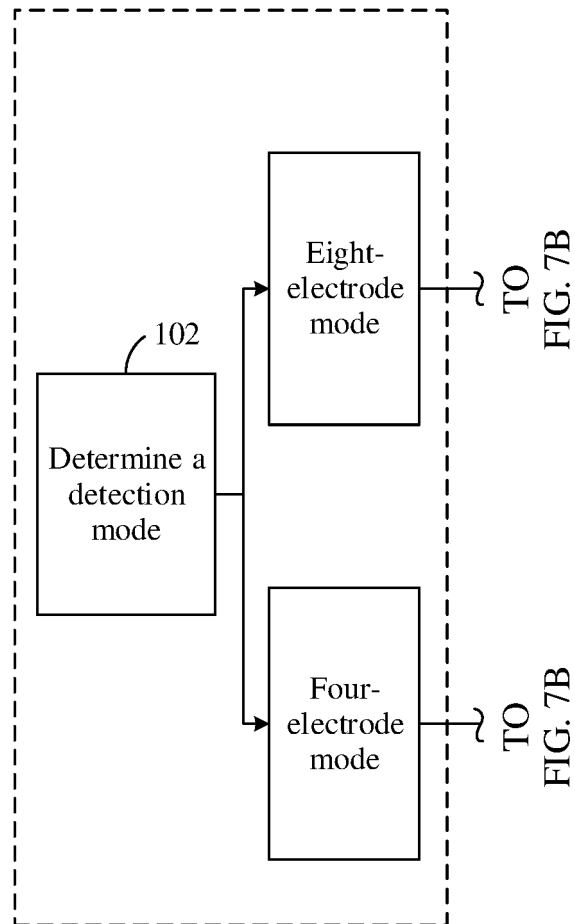 102
Determine a
detection
mode
Eight-
electrode
mode
TO
FIG. 7B
Four-
electrode
mode
TO
FIG. 7B